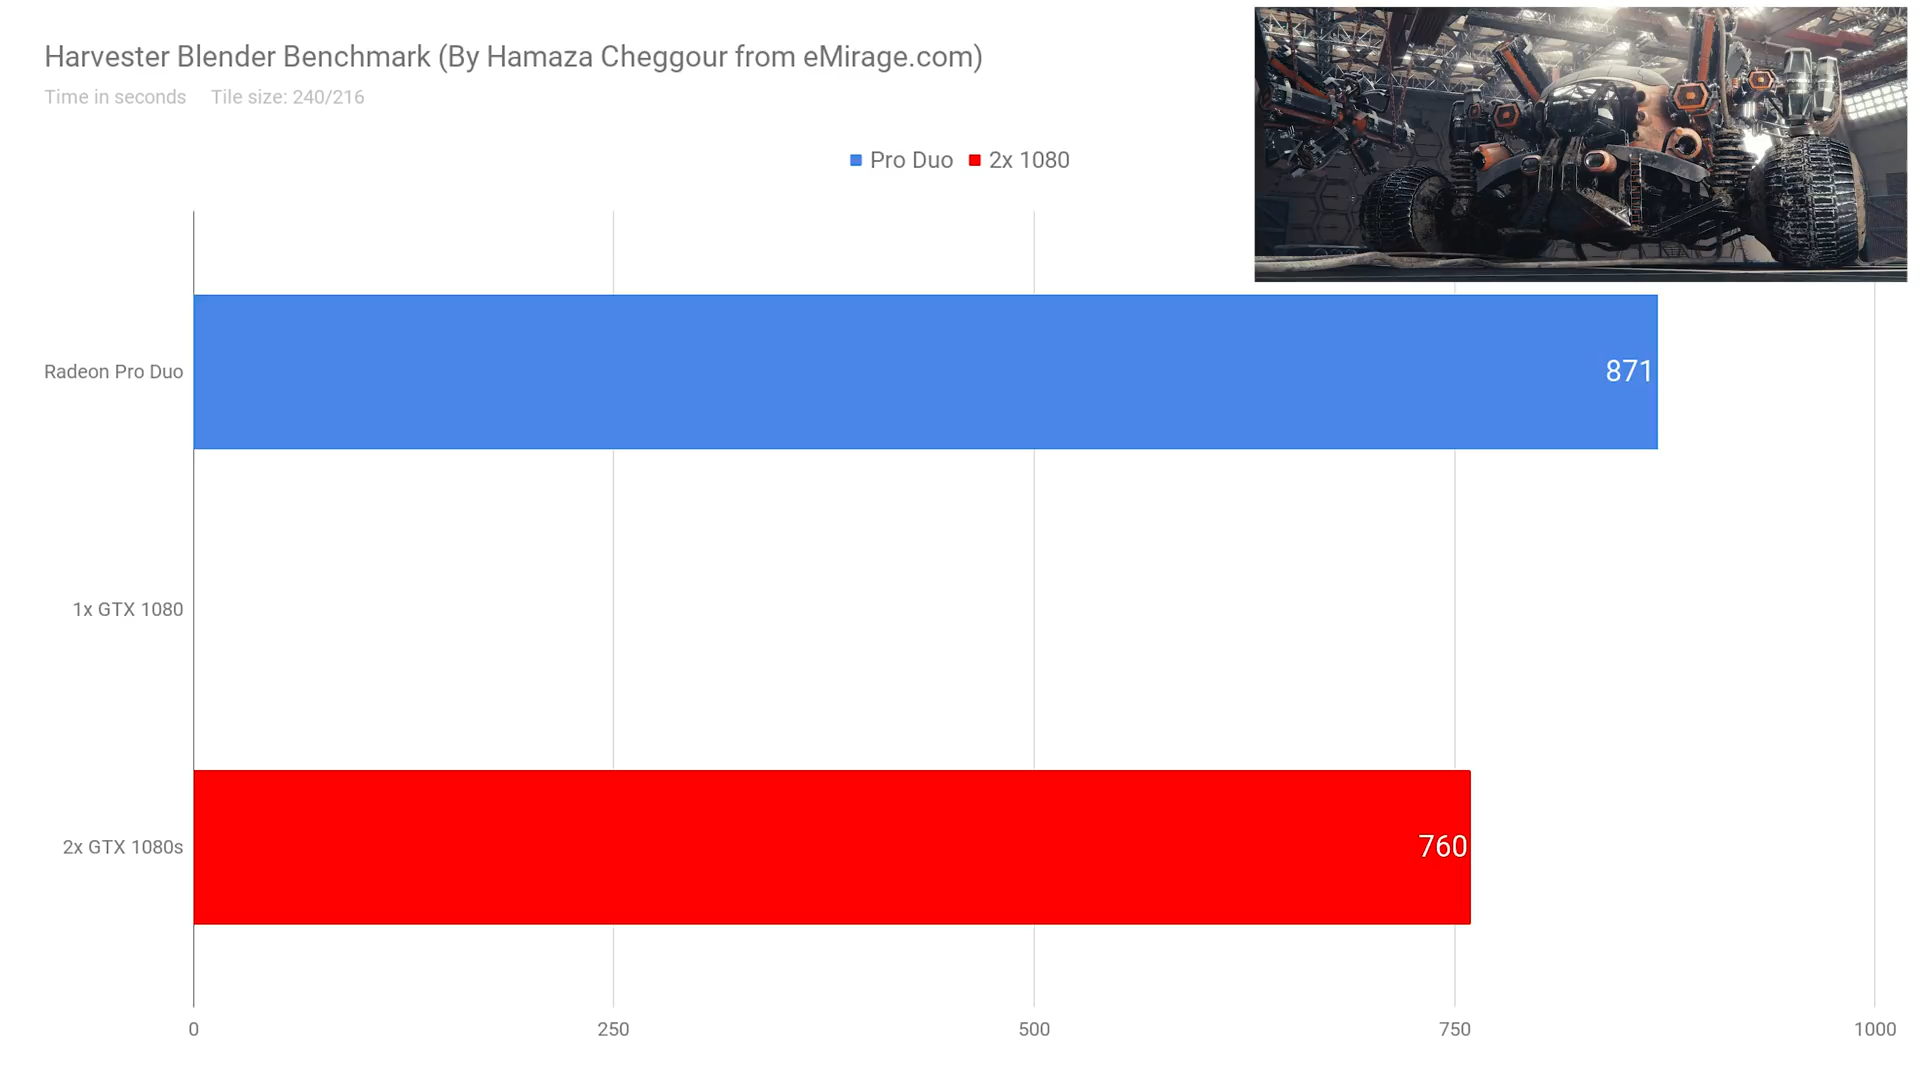 Harvester Blender Benchmark (By Hamaza Cheggour from eMirage.com)
Time in seconds Tile size: 240/216
Pro Duo 2x 1080
Radeon Pro Duo 871
1x GTX 1080
2x GTX 1080s 760
0 250 500 750 1000